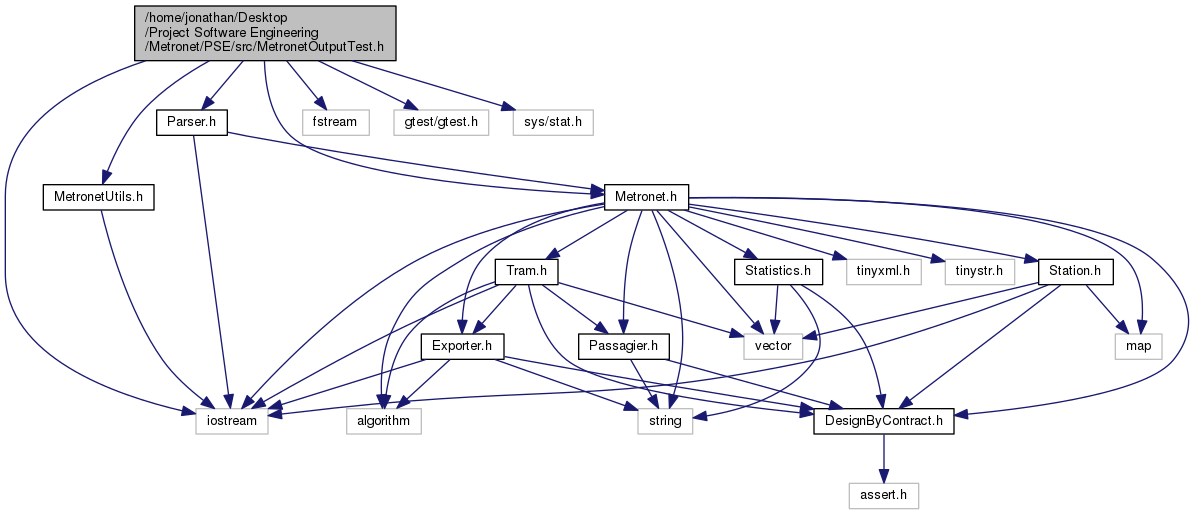 /home/jonathan/Desktop
/Project Software Engineering
/Metronet/PSE/src/MetronetOutputTest.h
Parser.h
fstream
gtest/gtest.h
sys/stat.h
MetronetUtils.h
Metronet.h
Tram.h
Statistics.h
tinyxml.h
tinystr.h
Station.h
Exporter.h
Passagier.h
vector
map
iostream
algorithm
string
DesignByContract.h
assert.h